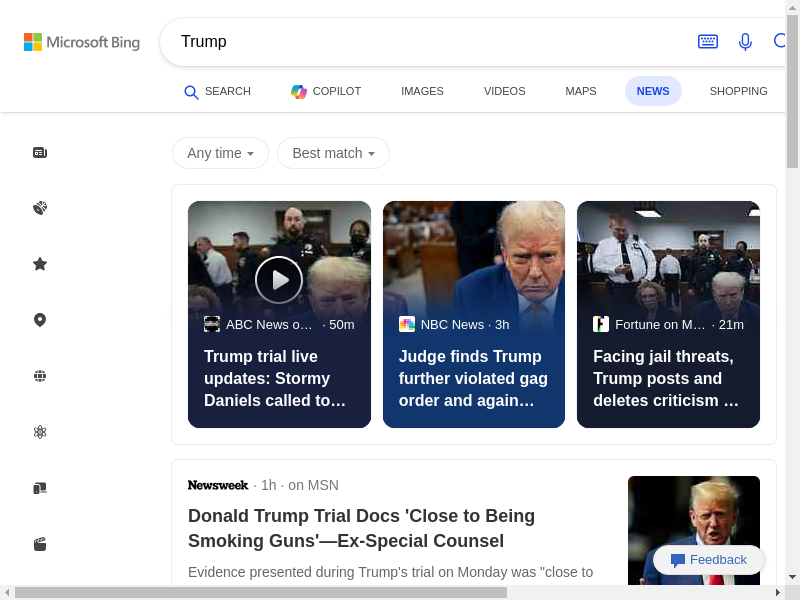 Microsoft Bing
Trump
SEARCH
COPILOT
IMAGES
VIDEOS
MAPS
NEWS
SHOPPING
Any time
Best match
ABC News o... · 50m
Trump trial live
updates: Stormy
Daniels called to...
NBC News · 3h
Judge finds Trump
further violated gag
order and again...
Fortune on M... · 21m
Facing jail threats,
Trump posts and
deletes criticism ...
Newsweek · 1h · on MSN
Donald Trump Trial Docs 'Close to Being
Smoking Guns'—Ex-Special Counsel
Evidence presented during Trump's trial on Monday was "close to
Feedback